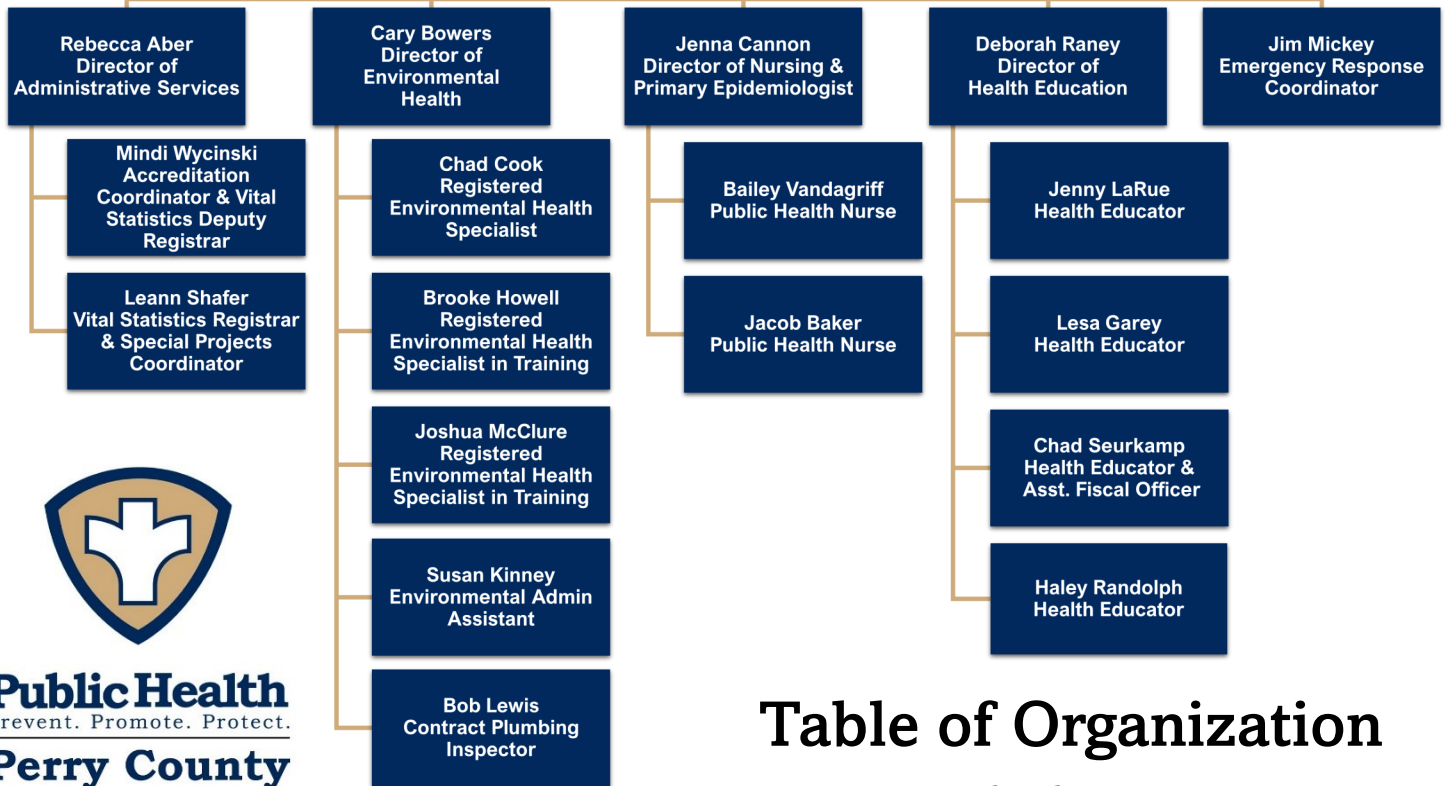 Rebecca Aber
Director of
Administrative Services
Mindi Wycinski
Accreditation
Coordinator & Vital
Statistics Deputy
Registrar
Leann Shafer
Vital Statistics Registrar
& Special Projects
Coordinator
Cary Bowers
Director of
Environmental
Health
Chad Cook
Registered
Environmental Health
Specialist
Brooke Howell
Registered
Environmental Health
Specialist in Training
Joshua McClure
Registered
Environmental Health
Specialist in Training
Susan Kinney
Environmental Admin
Assistant
Bob Lewis
Contract Plumbing
Inspector
Jenna Cannon
Director of Nursing &
Primary Epidemiologist
Bailey Vandagriff
Public Health Nurse
Jacob Baker
Public Health Nurse
Deborah Raney
Director of
Health Education
Jenny LaRue
Health Educator
Lesa Garey
Health Educator
Chad Seurkamp
Health Educator &
Asst. Fiscal Officer
Haley Randolph
Health Educator
Jim Mickey
Emergency Response
Coordinator
Public Health
revent. Promote. Protect.
Perry County
Table of Organization